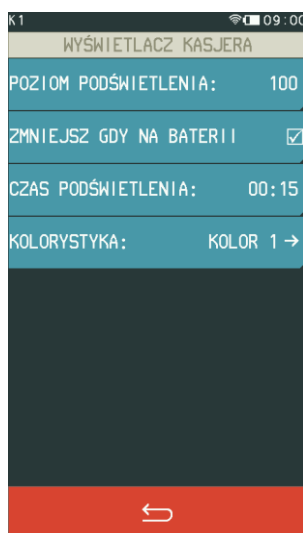 K1 09:00
WYŚWIETLACZ KASJERA
POZIOM PODŚWIETLENIA: 100
ZMNIEJSZ GDY NA BATERII
CZAS PODŚWIETLENIA: 00:15
KOLORYSTYKA: KOLOR 1 →